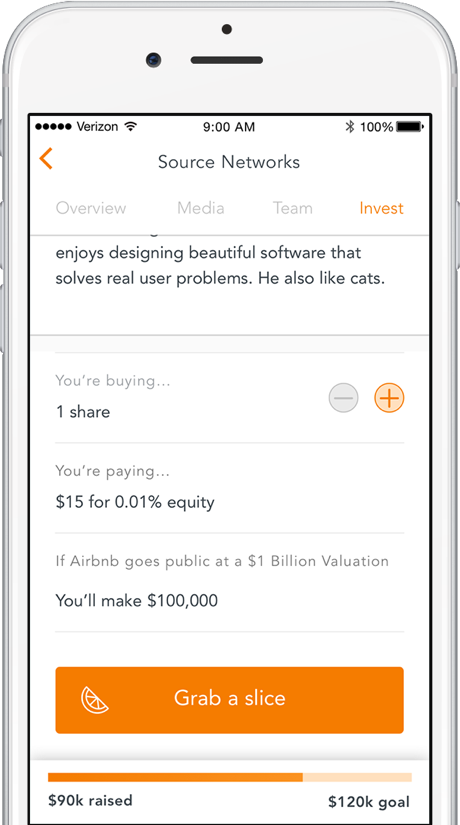 Verizon 9:00 AM 100%
Source Networks
Overview Media Team Invest
enjoys designing beautiful software that
solves real user problems. He also like cats.
You're buying...
1 share
You're paying...
$15 for 0.01% equity
If Airbnb goes public at a $1 Billion Valuation
You'll make $100,000
Grab a slice
$90k raised $120k goal